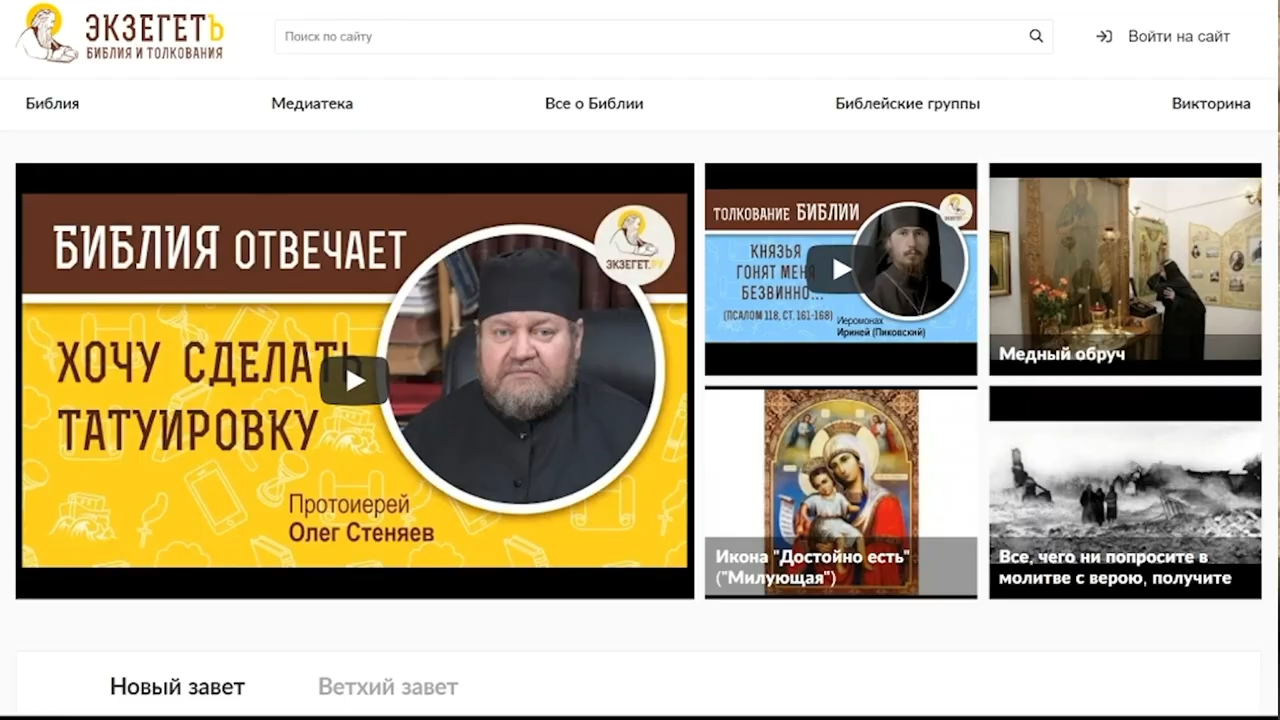 ЭКЗЕГЕТЪ
БИБЛИЯ И ТОЛКОВАНИЯ
Поиск по сайту
Войти на сайт
Библия
Медиатека
Все о Библии
Библейские группы
Викторина
БИБЛИЯ ОТВЕЧАЕТ
ЭКЗЕГЕТ.РУ
ХОЧУ СДЕЛАТЬ
ТАТУИРОВКУ
Протоиерей
Олег Стеняев
ТОЛКОВАНИЕ БИБЛИИ
КНЯЗЬЯ
ГОНЯТ МЕНЯ
БЕЗВИННО...
(ПСАЛОМ 118, СТ. 161-168)
Иеромонах
Ириней (Пиковский)
Медный обруч
Икона "Достойно есть"
("Милующая")
Все, чего ни попросите в
молитве с верою, получите
Новый завет
Ветхий завет